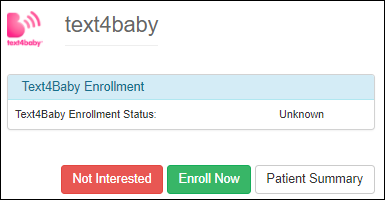 text4baby
text4baby
Text4Baby Enrollment
Text4Baby Enrollment Status: Unknown
Not Interested Enroll Now Patient Summary